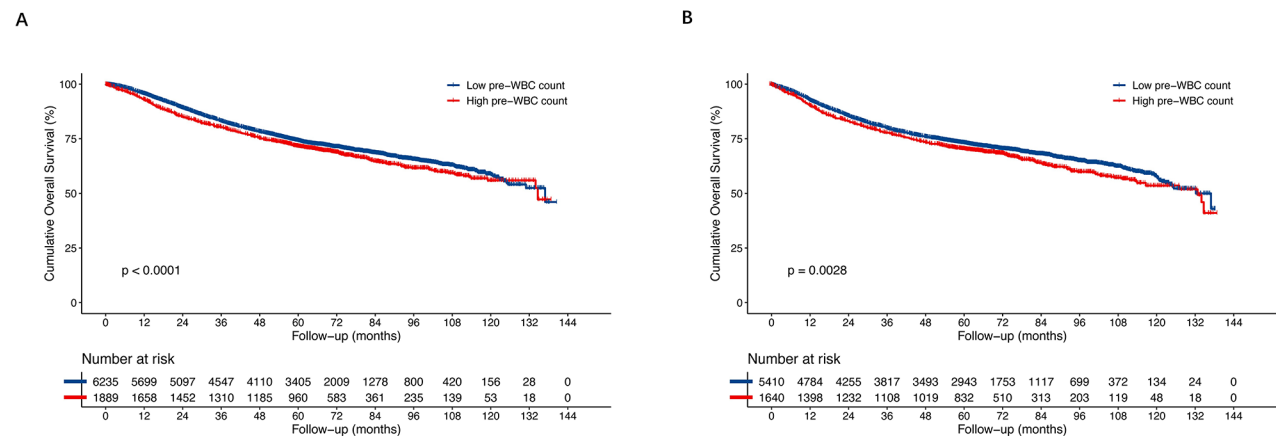 A
Cumulative Overall Survival (%)
100
75
50
25
0
Low pre−WBC count
High pre−WBC count
p < 0.0001
0 12 24 36 48 60 72 84 96 108 120 132 144
Follow−up (months)
Number at risk
6235 5699 5097 4547 4110 3405 2009 1278 800 420 156 28 0
1889 1658 1452 1310 1185 960 583 361 235 139 53 18 0
0 12 24 36 48 60 72 84 96 108 120 132 144
Follow−up (months)
B
Cumulative Overall Survival (%)
100
75
50
25
0
Low pre−WBC count
High pre−WBC count
p = 0.0028
0 12 24 36 48 60 72 84 96 108 120 132 144
Follow−up (months)
Number at risk
5410 4784 4255 3817 3493 2943 1753 1117 699 372 134 24 0
1640 1398 1232 1108 1019 832 510 313 203 119 48 18 0
0 12 24 36 48 60 72 84 96 108 120 132 144
Follow−up (months)